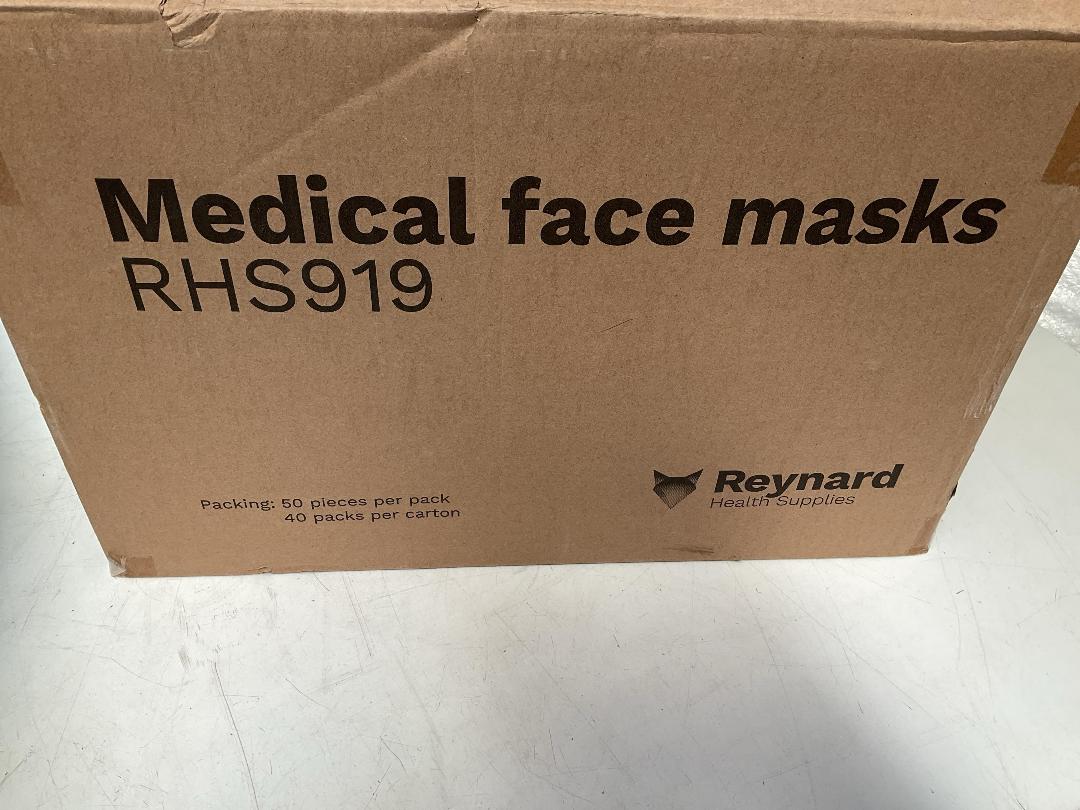 Medical face masks
RHS919
Packing: 50 pieces per pack
40 packs per carton
Reynard
Health Supplies